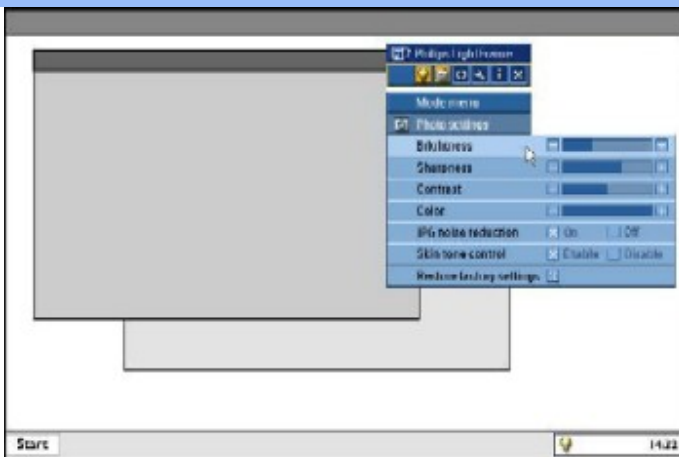 Philips LightFrame
Mode menu
Photo settings
Brightness
Sharpness
Contrast
Color
JPG noise reduction On Off
Skin tone control Enable Disable
Restore factory settings
Start 14:22